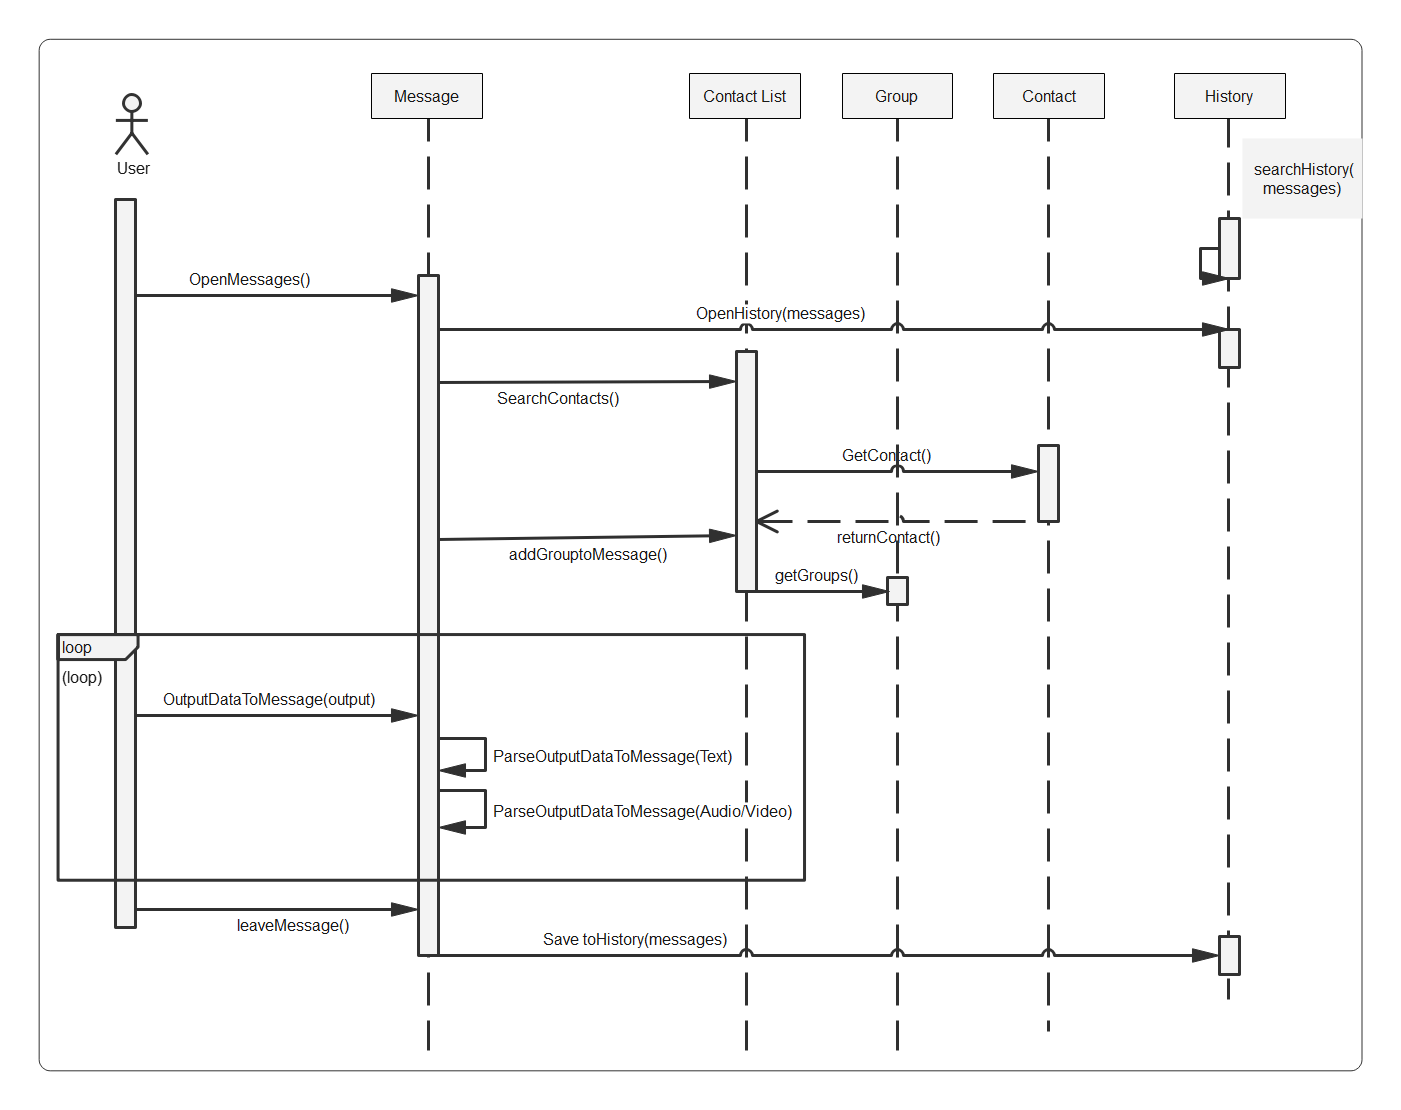 Message
Contact List
Group
Contact
History
User
searchHistory(
messages)
OpenMessages()
OpenHistory(messages)
SearchContacts()
GetContact()
returnContact()
addGrouptoMessage()
getGroups()
loop
(loop)
OutputDataToMessage(output)
ParseOutputDataToMessage(Text)
ParseOutputDataToMessage(Audio/Video)
leaveMessage()
Save toHistory(messages)